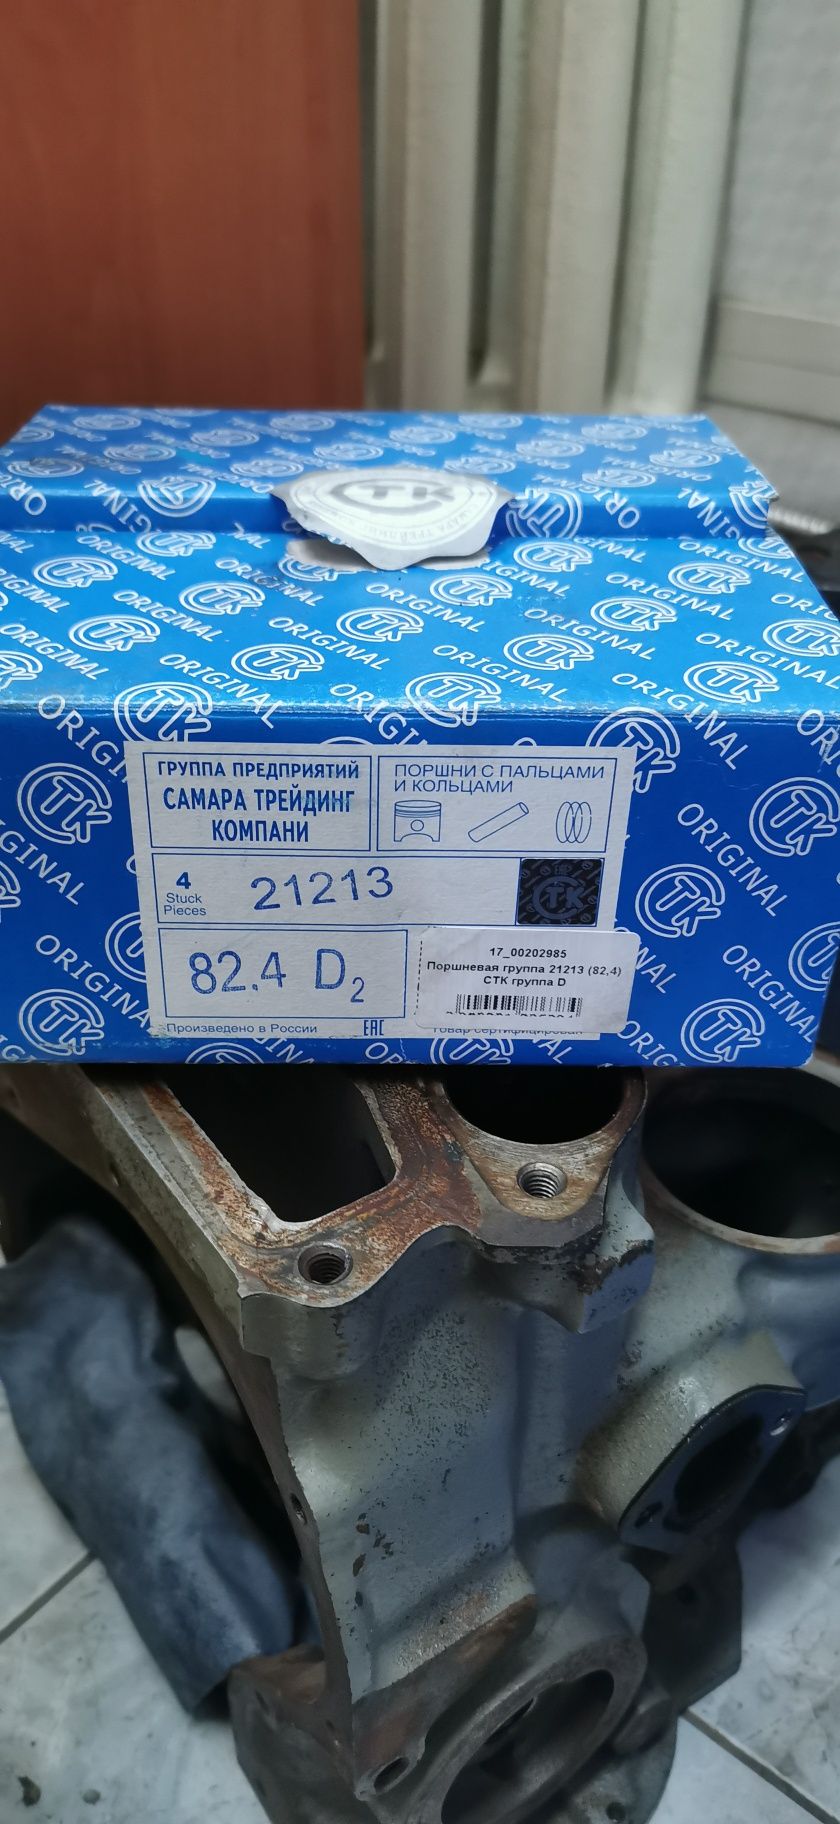 СТК
ORIGINAL
ГРУППА ПРЕДПРИЯТИЙ
САМАРА ТРЕЙДИНГ
КОМПАНИ
ПОРШНИ С ПАЛЬЦАМИ
И КОЛЬЦАМИ
4
Stuck
Pieces
21213
82.4 D2
17_00202985
Поршневая группа 21213 (82,4)
СТК группа D
Произведено в России
EAC
Товар сертифицирован